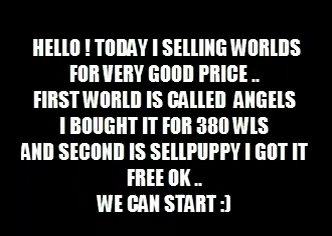 HELLO ! TODAY I SELLING WORLDS
FOR VERY GOOD PRICE ..
FIRST WORLD IS CALLED ANGELS
I BOUGHT IT FOR 380 WLS
AND SECOND IS SELLPUPPY I GOT IT
FREE OK ..
WE CAN START :)